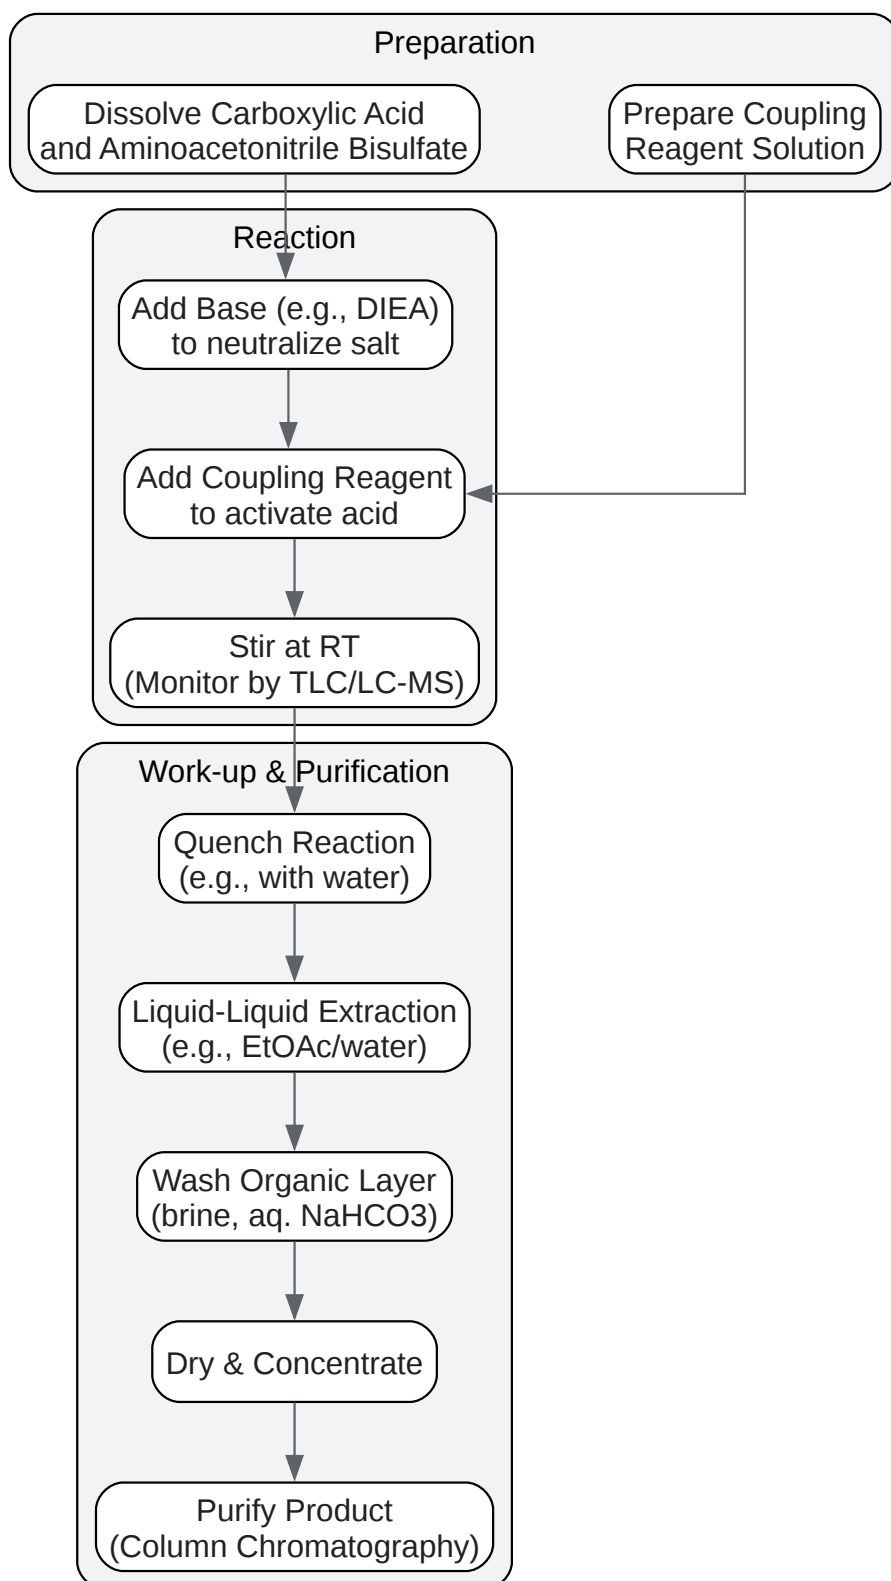 Preparation
Dissolve Carboxylic Acid
and Aminoacetonitrile Bisulfate
Prepare Coupling
Reagent Solution
Reaction
Add Base (e.g., DIEA)
to neutralize salt
Add Coupling Reagent
to activate acid
Stir at RT
(Monitor by TLC/LC-MS)
Work-up & Purification
Quench Reaction
(e.g., with water)
Liquid-Liquid Extraction
(e.g., EtOAc/water)
Wash Organic Layer
(brine, aq. NaHCO3)
Dry & Concentrate
Purify Product
(Column Chromatography)